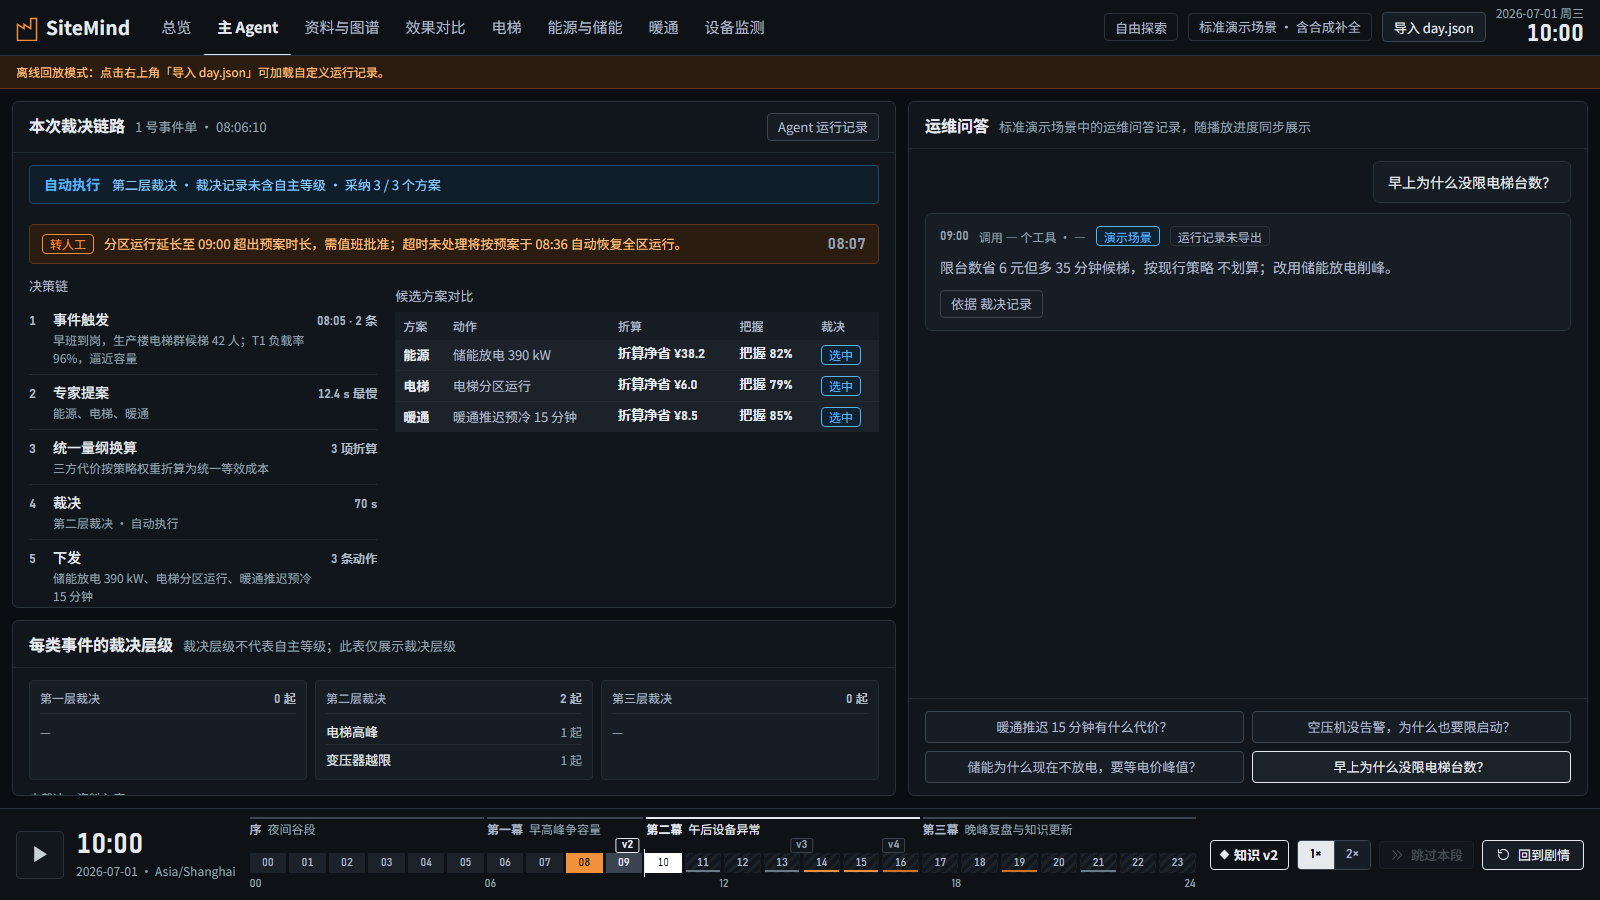 SiteMind
总览
主 Agent
资料与图谱
效果对比
电梯
能源与储能
暖通
设备监测
自由探索
标准演示场景 • 含合成补全
导入 day.json
2026-07-01 周三
10:00
离线回放模式：点击右上角「导入 day.json」可加载自定义运行记录。
本次裁决链路 1 号事件单 • 08:06:10
Agent 运行记录
自动执行 第二层裁决 • 裁决记录未含自主等级 • 采纳 3 / 3 个方案
转人工 分区运行延长至 09:00 超出预案时长，需值班批准；超时未处理将按预案于 08:36 自动恢复全区运行。 08:07
决策链
1 事件触发 08:05 · 2 条
早班到岗，生产楼电梯群候梯 42 人；T1 负载率
96%，逼近容量
2 专家提案 12.4 s 最慢
能源、电梯、暖通
3 统一量纲换算 3 项折算
三方代价按策略权重折算为统一等效成本
4 裁决 70 s
第二层裁决 • 自动执行
5 下发 3 条动作
储能放电 390 kW、电梯分区运行、暖通推迟预冷
15 分钟
候选方案对比
方案 动作 折算 把握 裁决
能源 储能放电 390 kW 折算净省 ¥38.2 把握 82% 选中
电梯 电梯分区运行 折算净省 ¥6.0 把握 79% 选中
暖通 暖通推迟预冷 15 分钟 折算净省 ¥8.5 把握 85% 选中
每类事件的裁决层级 裁决层级不代表自主等级；此表仅展示裁决层级
第一层裁决 0 起
—
第二层裁决 2 起
电梯高峰 1 起
变压器越限 1 起
第三层裁决 0 起
—
运维问答 标准演示场景中的运维问答记录，随播放进度同步展示
早上为什么没限电梯台数？
09:00 调用 — 个工具 • — 演示场景 运行记录未导出
限台数省 6 元但多 35 分钟候梯，按现行策略 不划算；改用储能放电削峰。
依据 裁决记录
暖通推迟 15 分钟有什么代价？
空压机没告警，为什么也要限启动？
储能为什么现在不放电，要等电价峰值？
早上为什么没限电梯台数？
10:00
2026-07-01 • Asia/Shanghai
序 夜间谷段
第一幕 早高峰争容量
第二幕 午后设备异常
第三幕 晚峰复盘与知识更新
v2 v3 v4
00 01 02 03 04 05 06 07 08 09 10 11 12 13 14 15 16 17 18 19 20 21 22 23
00 06 12 18 24
◆ 知识 v2
1×
2×
跳过本段
回到剧情